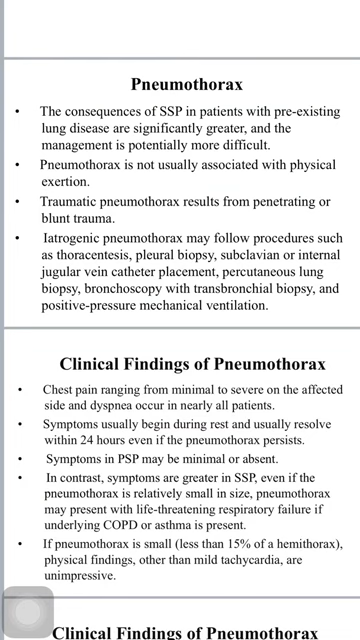 Pneumothorax
• The consequences of SSP in patients with pre-existing
lung disease are significantly greater, and the
management is potentially more difficult.
• Pneumothorax is not usually associated with physical
exertion.
• Traumatic pneumothorax results from penetrating or
blunt trauma.
• Iatrogenic pneumothorax may follow procedures such
as thoracentesis, pleural biopsy, subclavian or internal
jugular vein catheter placement, percutaneous lung
biopsy, bronchoscopy with transbronchial biopsy, and
positive-pressure mechanical ventilation.
Clinical Findings of Pneumothorax
• Chest pain ranging from minimal to severe on the affected
side and dyspnea occur in nearly all patients.
• Symptoms usually begin during rest and usually resolve
within 24 hours even if the pneumothorax persists.
• Symptoms in PSP may be minimal or absent.
• In contrast, symptoms are greater in SSP, even if the
pneumothorax is relatively small in size, pneumothorax
may present with life-threatening respiratory failure if
underlying COPD or asthma is present.
• If pneumothorax is small (less than 15% of a hemithorax),
physical findings, other than mild tachycardia, are
unimpressive.
Clinical Findings of Pneumothorax